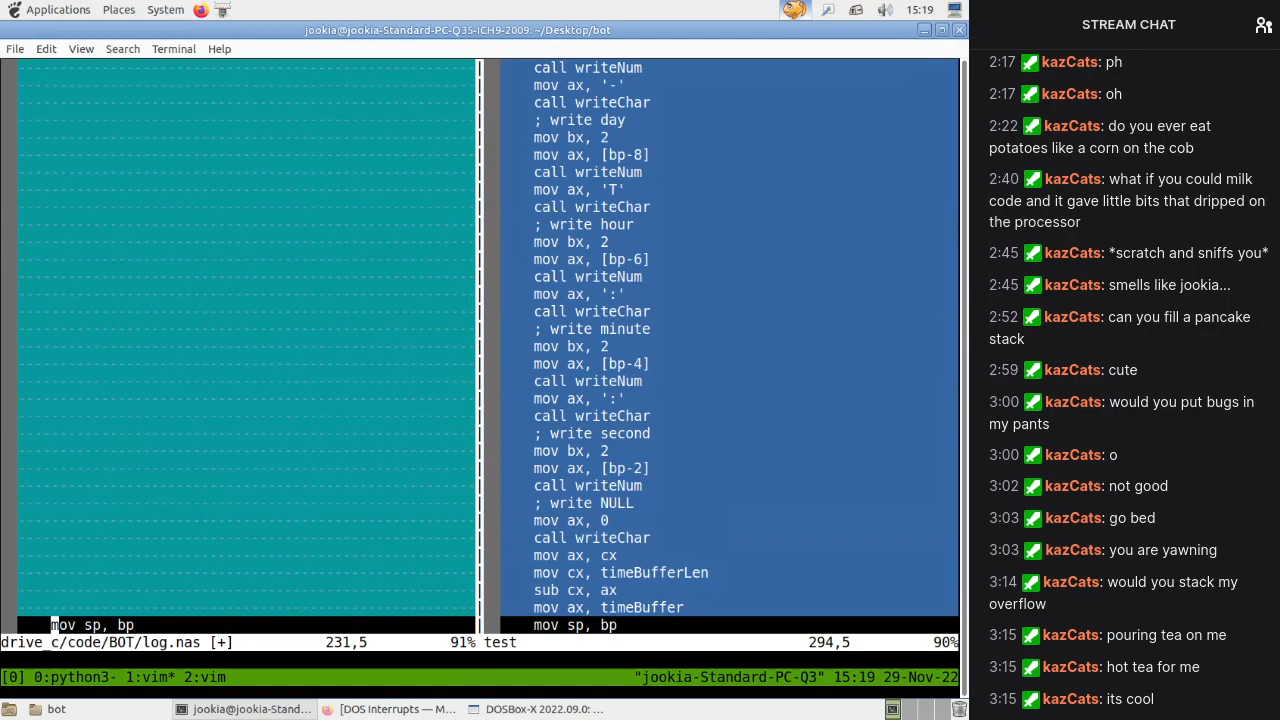 Applications Places System 15:19
jookia@jookia-Standard-PC-Q35-ICH9-2009: ~/Desktop/bot
File Edit View Search Terminal Help
call writeNum
mov ax, '-'
call writeChar
; write day
mov bx, 2
mov ax, [bp-8]
call writeNum
mov ax, 'T'
call writeChar
; write hour
mov bx, 2
mov ax, [bp-6]
call writeNum
mov ax, ':'
call writeChar
; write minute
mov bx, 2
mov ax, [bp-4]
call writeNum
mov ax, ':'
call writeChar
; write second
mov bx, 2
mov ax, [bp-2]
call writeNum
; write NULL
mov ax, 0
call writeChar
mov ax, cx
mov cx, timeBufferLen
sub cx, ax
mov ax, timeBuffer
mov sp, bp
mov sp, bp
drive_c/code/BOT/log.nas [+] 231,5 91% test 294,5 90%
[0] 0:python3- 1:vim* 2:vim "jookia-Standard-PC-Q3" 15:19 29-Nov-22
bot jookia@jookia-Stand... [DOS Interrupts — M... DOSBox-X 2022.09.0: ...
STREAM CHAT
2:17 kazCats: ph
2:17 kazCats: oh
2:22 kazCats: do you ever eat
potatoes like a corn on the cob
2:40 kazCats: what if you could milk
code and it gave little bits that dripped on
the processor
2:45 kazCats: *scratch and sniffs you*
2:45 kazCats: smells like jookia...
2:52 kazCats: can you fill a pancake
stack
2:59 kazCats: cute
3:00 kazCats: would you put bugs in
my pants
3:00 kazCats: o
3:02 kazCats: not good
3:03 kazCats: go bed
3:03 kazCats: you are yawning
3:14 kazCats: would you stack my
overflow
3:15 kazCats: pouring tea on me
3:15 kazCats: hot tea for me
3:15 kazCats: its cool